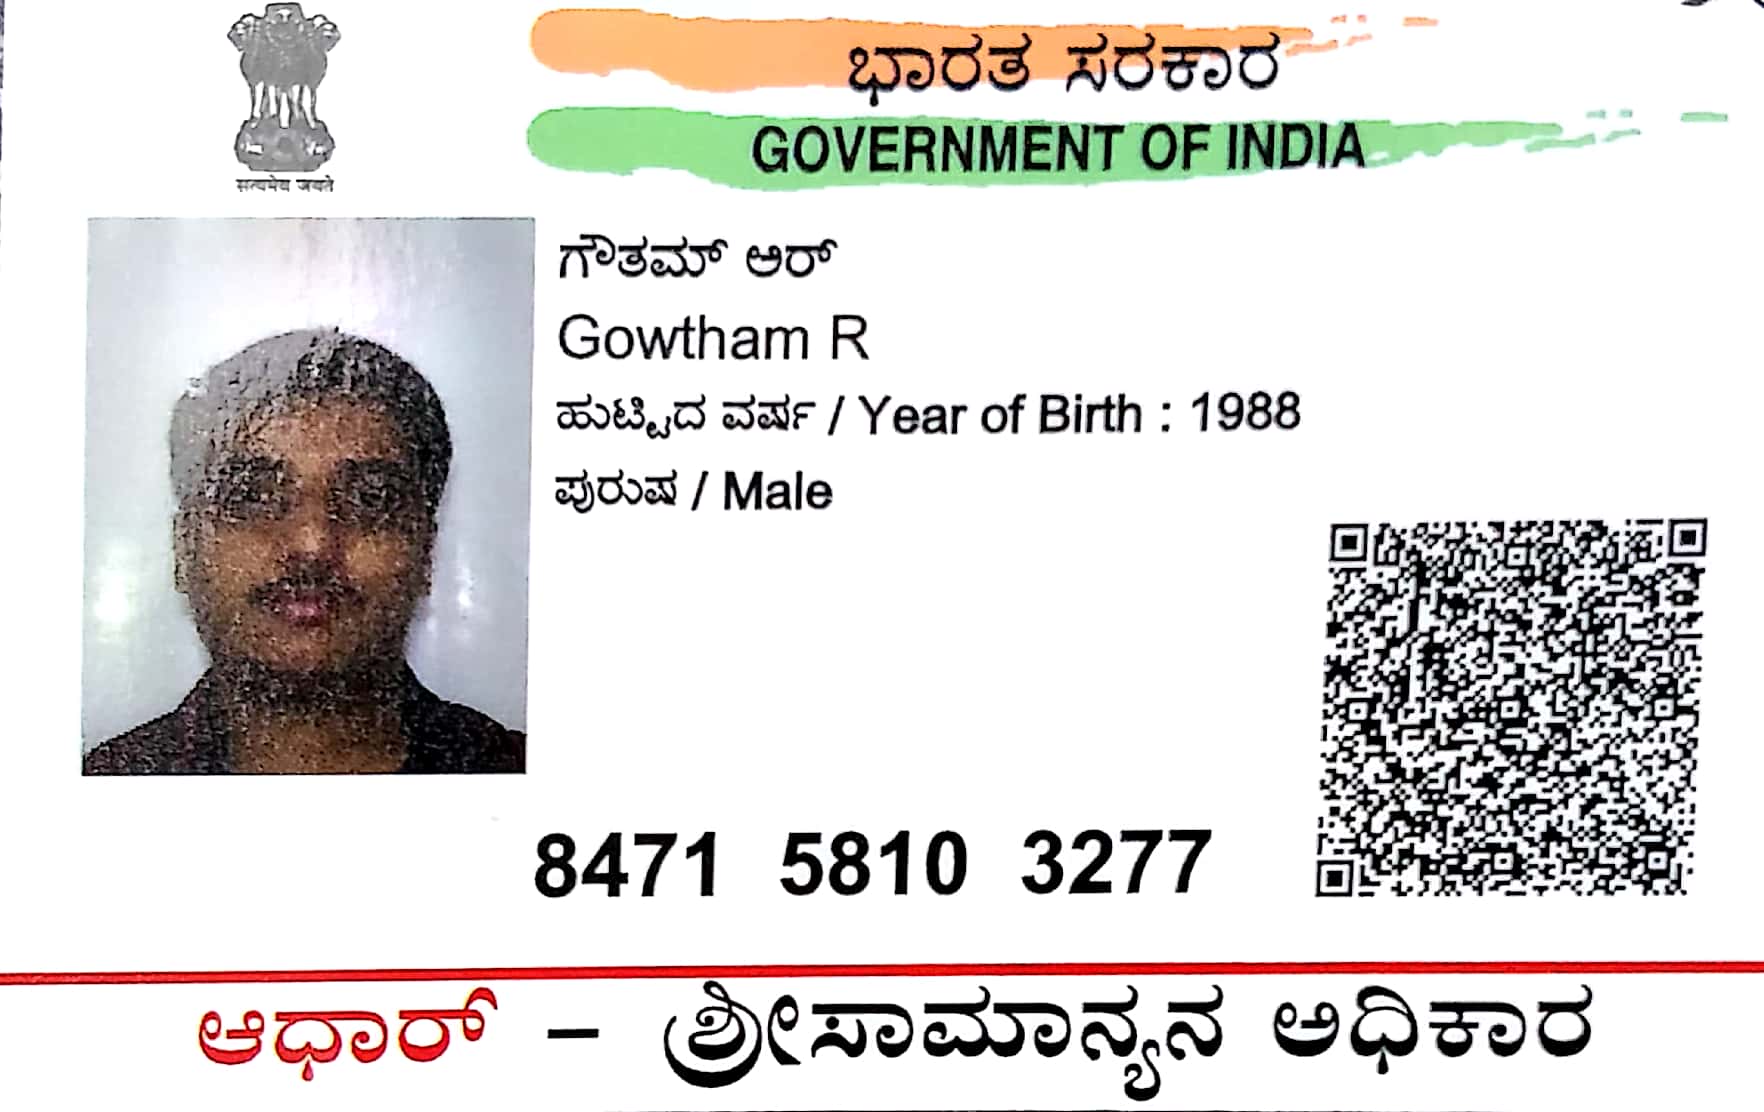 ಭಾರತ ಸರಕಾರ
GOVERNMENT OF INDIA
सत्यमेव जयते
ಗೌತಮ್ ಆರ್
Gowtham R
ಹುಟ್ಟಿದ ವರ್ಷ / Year of Birth : 1988
ಪುರುಷ / Male
8471 5810 3277
ಆಧಾರ್ – ಶ್ರೀಸಾಮಾನ್ಯನ ಅಧಿಕಾರ